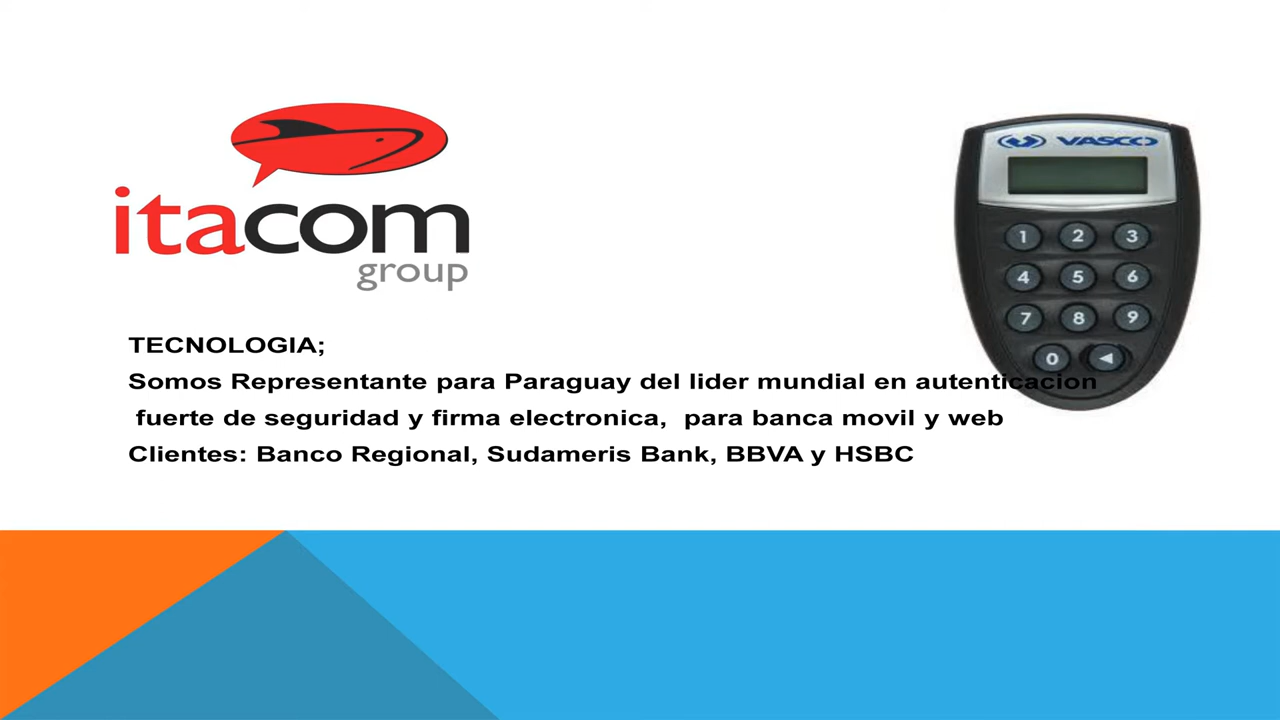 itacom
group
VASCO
1 2 3
4 5 6
7 8 9
0
TECNOLOGIA;
Somos Representante para Paraguay del lider mundial en autenticacion
fuerte de seguridad y firma electronica, para banca movil y web
Clientes: Banco Regional, Sudameris Bank, BBVA y HSBC